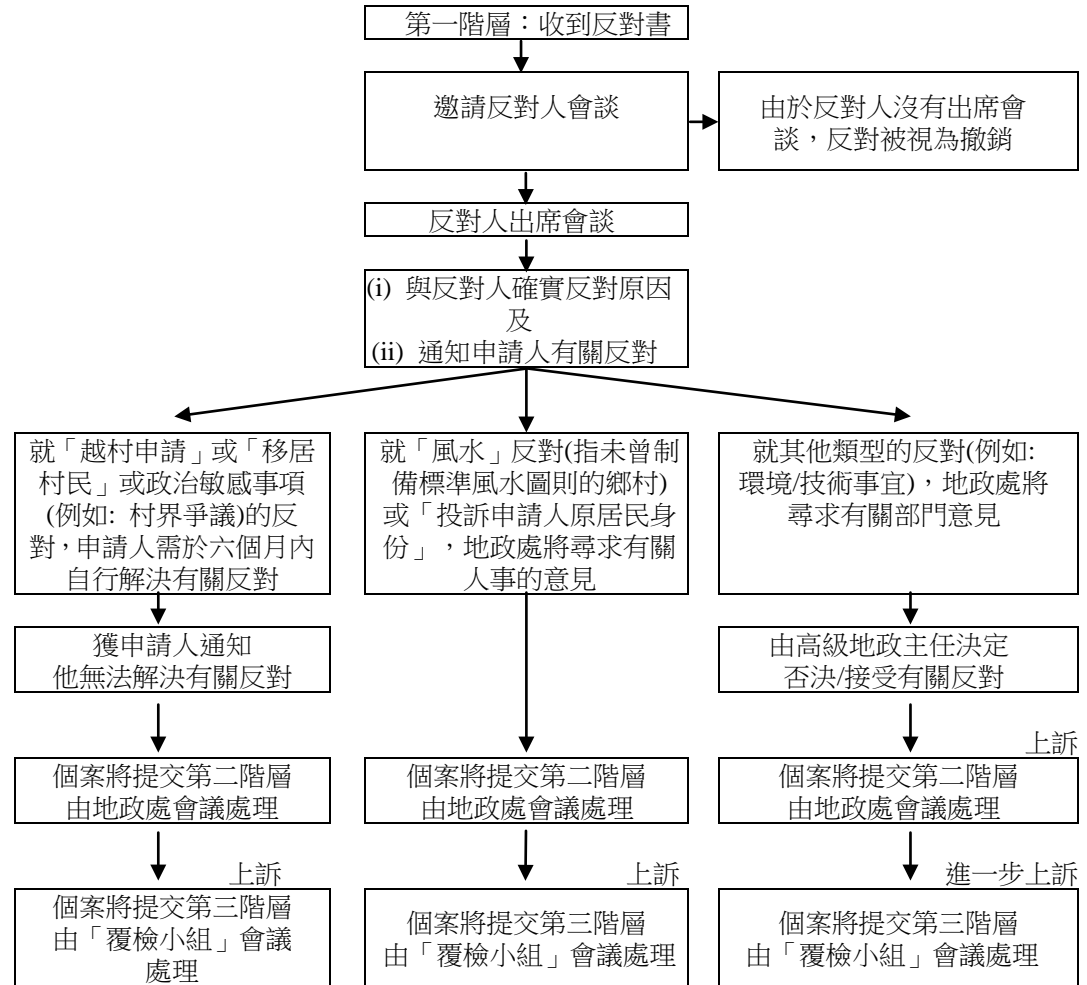 第一階層：收到反對書
邀請反對人會談
由於反對人沒有出席會
談，反對被視為撤銷
反對人出席會談
(i) 與反對人確實反對原因
及
(ii) 通知申請人有關反對
就「越村申請」或「移居
村民」或政治敏感事項
(例如: 村界爭議)的反
對，申請人需於六個月內
自行解決有關反對
就「風水」反對(指未曾制
備標準風水圖則的鄉村)
或「投訴申請人原居民身
份」，地政處將尋求有關
人事的意見
就其他類型的反對(例如:
環境/技術事宜)，地政處將
尋求有關部門意見
獲申請人通知
他無法解決有關反對
由高級地政主任決定
否決/接受有關反對
上訴
個案將提交第二階層
由地政處會議處理
個案將提交第二階層
由地政處會議處理
個案將提交第二階層
由地政處會議處理
上訴
上訴
進一步上訴
個案將提交第三階層
由「覆檢小組」會議
處理
個案將提交第三階層
由「覆檢小組」會議處理
個案將提交第三階層
由「覆檢小組」會議處理